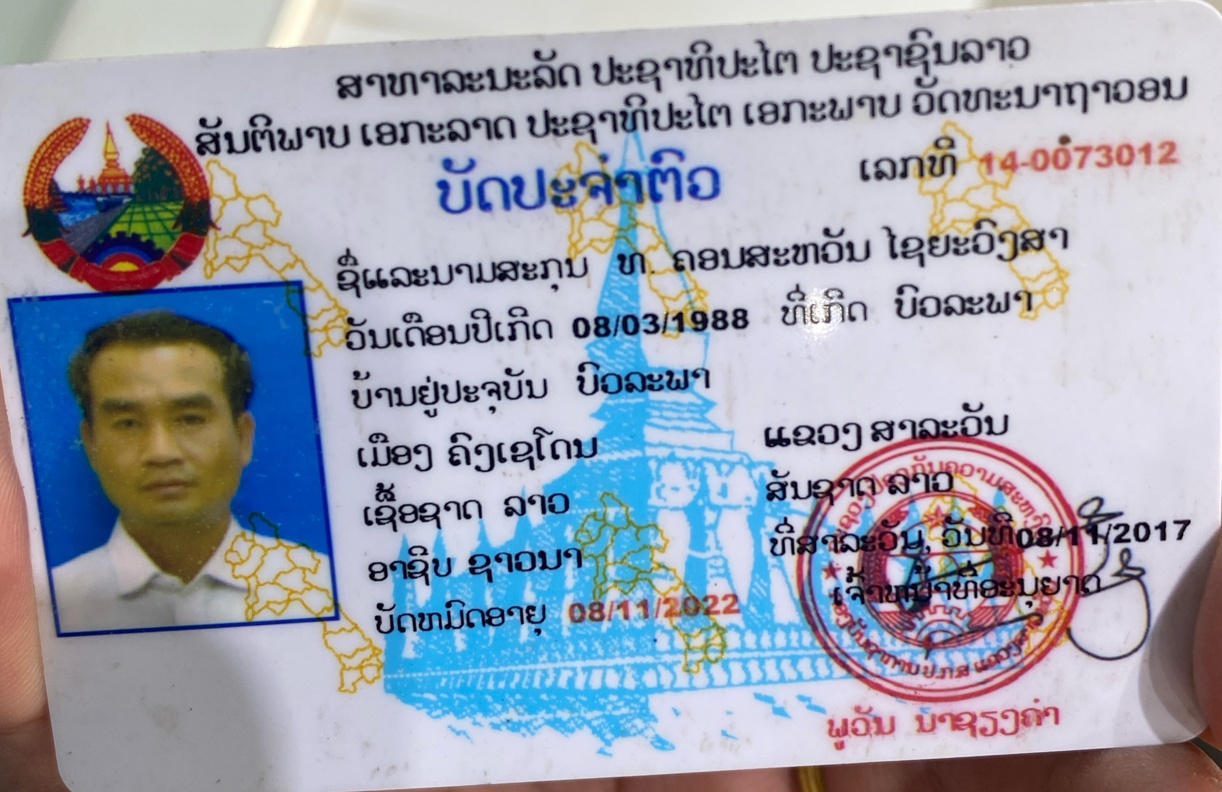 ສາທາລະນະລັດ ປະຊາທິປະໄຕ ປະຊາຊົນລາວ
ສັນຕິພາບ ເອກະລາດ ປະຊາທິປະໄຕ ເອກະພາບ ວັດທະນາຖາວອນ
ບັດປະຈຳຕົວ
ເລກທີ 14-0073012
ຊື່ແລະນາມສະກຸນ ທ. ຄອນສະຫວັນ ໄຊຍະວົງສາ
ວັນເດືອນປີເກີດ 08/03/1988 ທີ່ເກີດ ບົວລະພາ
ບ້ານຢູ່ປະຈຸບັນ ບົວລະພາ
ເມືອງ ຄົງເຊໂດນ ແຂວງ ສາລະວັນ
ເຊື້ອຊາດ ລາວ ສັນຊາດ ລາວ
ອາຊີບ ຊາວນາ ທີ່ສາລະວັນ, ວັນທີ 08/11/2017
ບັດຫມົດອາຍຸ 08/11/2022 ເຈົ້າຫນ້າທີ່ອະນຸຍາດ
ພູວັນ ນາຊຽງຄຳ